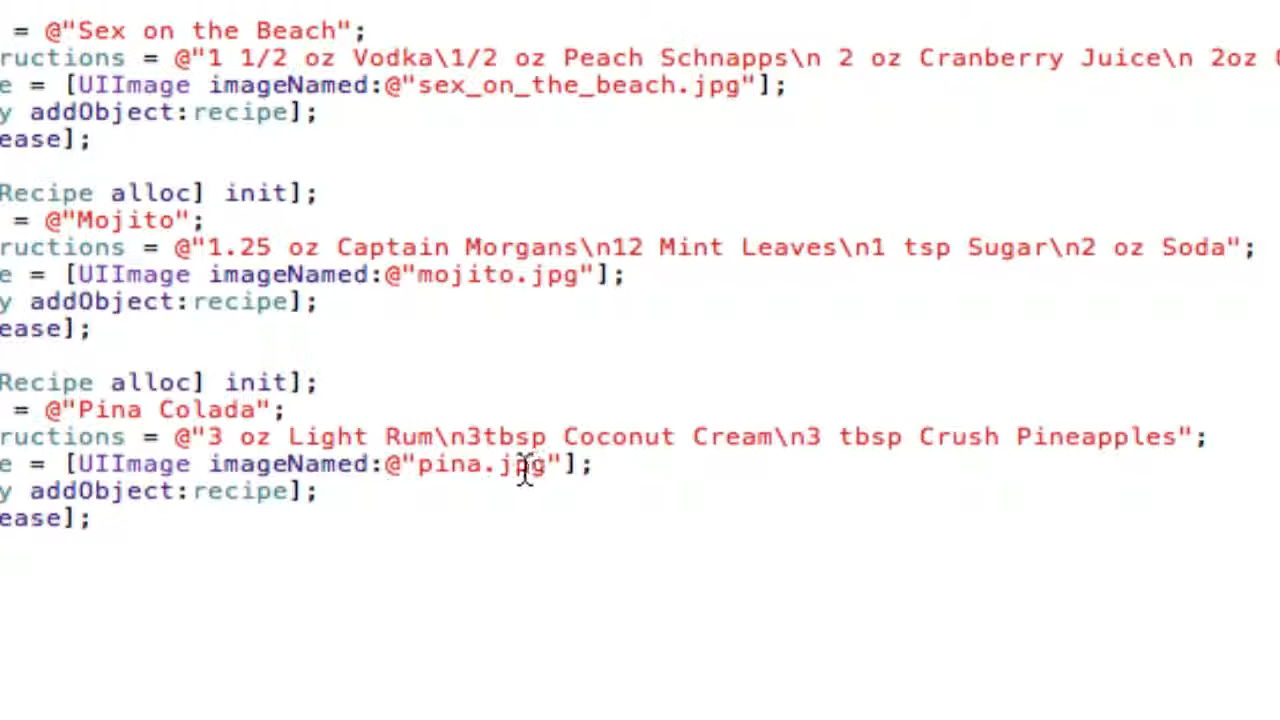 = @"Sex on the Beach";
ructions = @"1 1/2 oz Vodka\1/2 oz Peach Schnapps\n 2 oz Cranberry Juice\n 2oz
e = [UIImage imageNamed:@"sex_on_the_beach.jpg"];
y addObject:recipe];
ease];
Recipe alloc] init];
= @"Mojito";
ructions = @"1.25 oz Captain Morgans\n12 Mint Leaves\n1 tsp Sugar\n2 oz Soda";
e = [UIImage imageNamed:@"mojito.jpg"];
y addObject:recipe];
ease];
Recipe alloc] init];
= @"Pina Colada";
ructions = @"3 oz Light Rum\n3tbsp Coconut Cream\n3 tbsp Crush Pineapples";
e = [UIImage imageNamed:@"pina.jpg"];
y addObject:recipe];
ease];